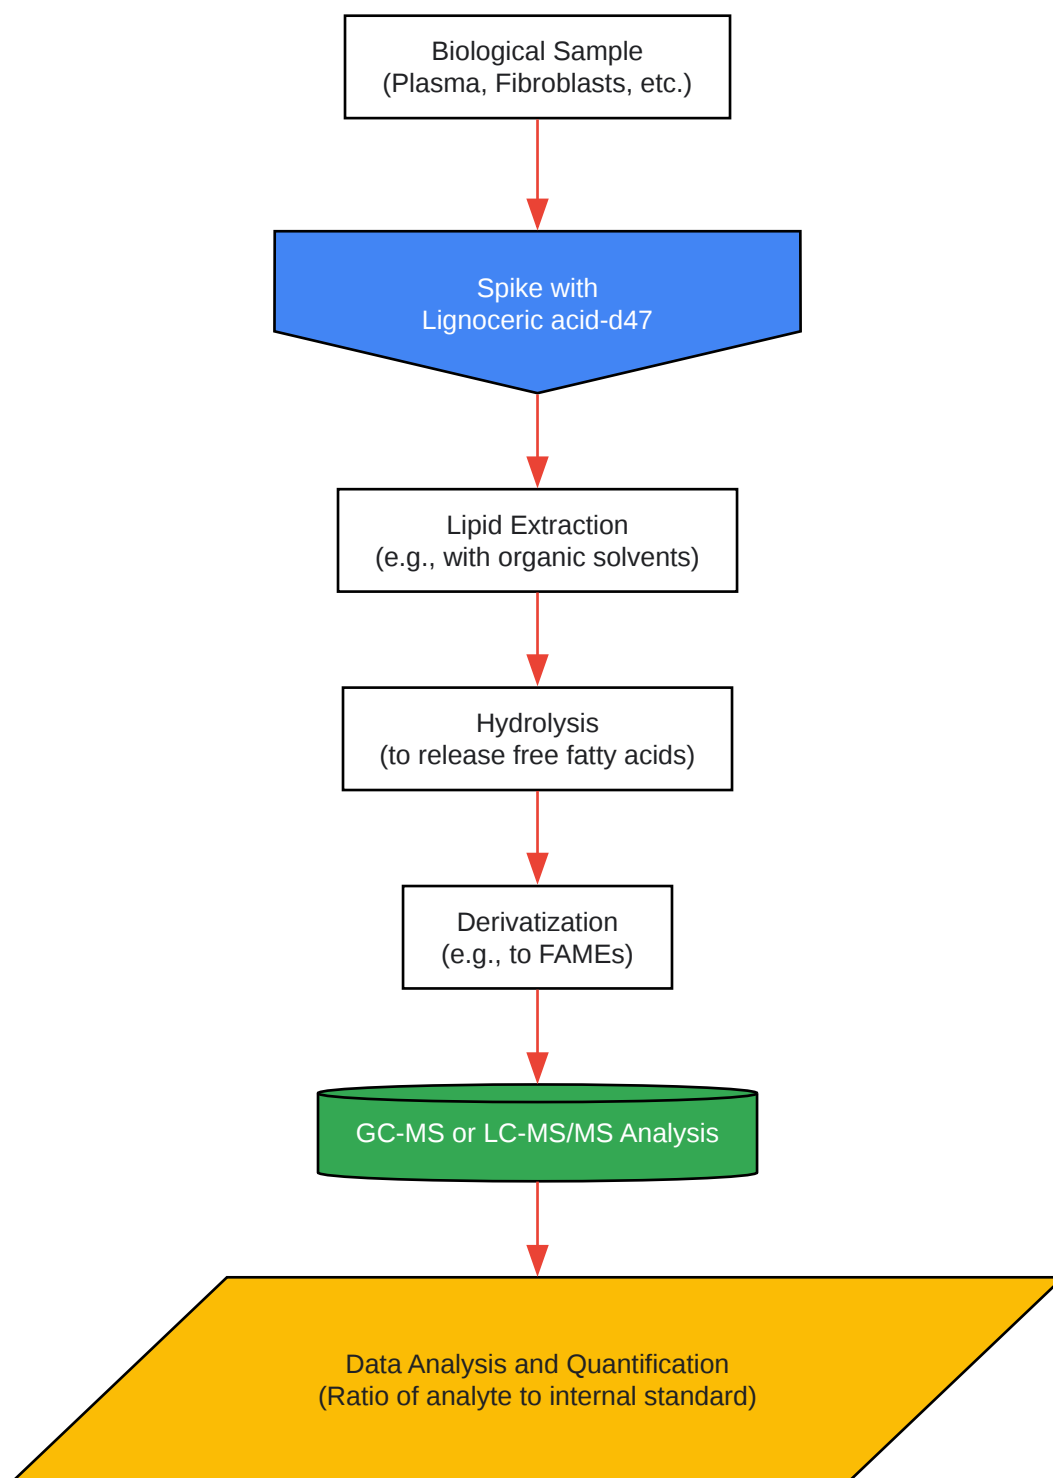 Biological Sample
(Plasma, Fibroblasts, etc.)
Spike with
Lignoceric acid-d47
Lipid Extraction
(e.g., with organic solvents)
Hydrolysis
(to release free fatty acids)
Derivatization
(e.g., to FAMEs)
GC-MS or LC-MS/MS Analysis
Data Analysis and Quantification
(Ratio of analyte to internal standard)